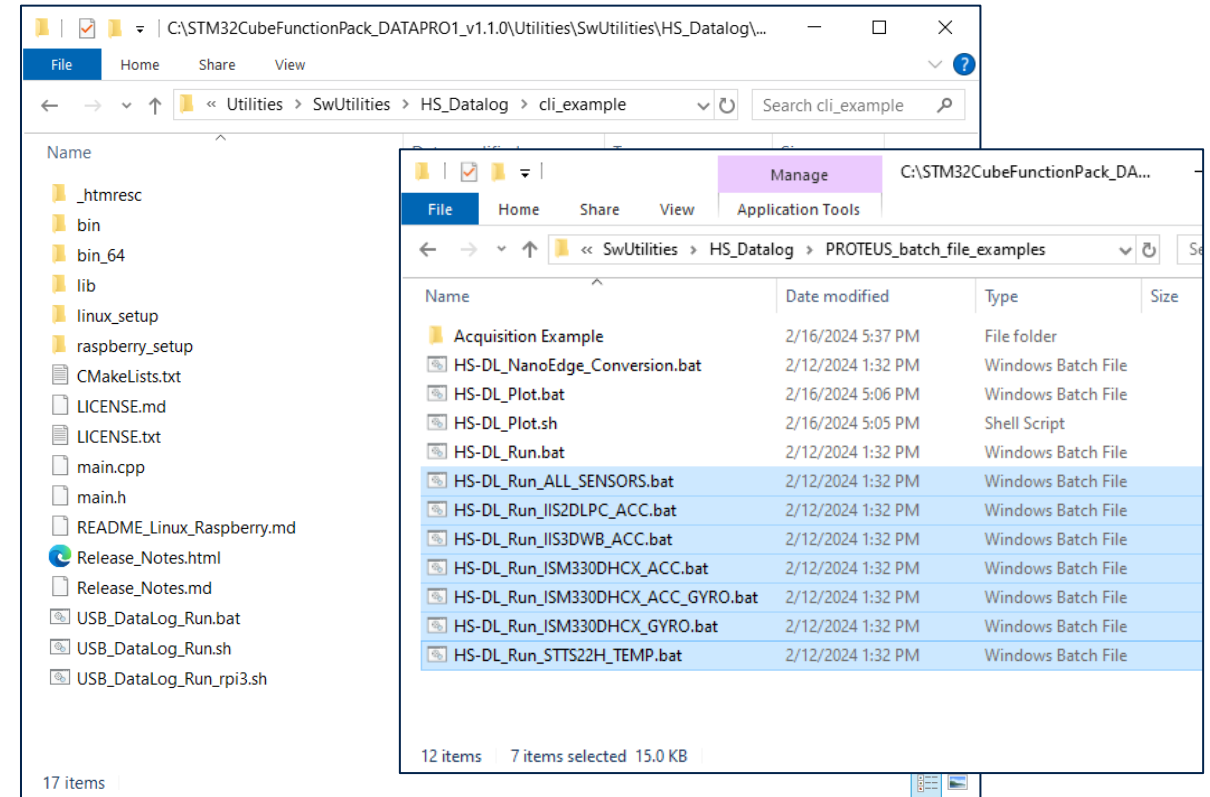 C:\STM32CubeFunctionPack_DATAPRO1_v1.1.0\Utilities\SwUtilities\HS_Datalog\...
File Home Share View
« Utilities > SwUtilities > HS_Datalog > cli_example Search cli_example
Name
_htmresc
bin
bin_64
lib
linux_setup
raspberry_setup
CMakeLists.txt
LICENSE.md
LICENSE.txt
main.cpp
main.h
README_Linux_Raspberry.md
Release_Notes.html
Release_Notes.md
USB_DataLog_Run.bat
USB_DataLog_Run.sh
USB_DataLog_Run_rpi3.sh
17 items
Manage C:\STM32CubeFunctionPack_DA...
File Home Share View Application Tools
« SwUtilities > HS_Datalog > PROTEUS_batch_file_examples
Name Date modified Type Size
Acquisition Example 2/16/2024 5:37 PM File folder
HS-DL_NanoEdge_Conversion.bat 2/12/2024 1:32 PM Windows Batch File
HS-DL_Plot.bat 2/16/2024 5:06 PM Windows Batch File
HS-DL_Plot.sh 2/16/2024 5:05 PM Shell Script
HS-DL_Run.bat 2/12/2024 1:32 PM Windows Batch File
HS-DL_Run_ALL_SENSORS.bat 2/12/2024 1:32 PM Windows Batch File
HS-DL_Run_IIS2DLPC_ACC.bat 2/12/2024 1:32 PM Windows Batch File
HS-DL_Run_IIS3DWB_ACC.bat 2/12/2024 1:32 PM Windows Batch File
HS-DL_Run_ISM330DHCX_ACC.bat 2/12/2024 1:32 PM Windows Batch File
HS-DL_Run_ISM330DHCX_ACC_GYRO.bat 2/12/2024 1:32 PM Windows Batch File
HS-DL_Run_ISM330DHCX_GYRO.bat 2/12/2024 1:32 PM Windows Batch File
HS-DL_Run_STTS22H_TEMP.bat 2/12/2024 1:32 PM Windows Batch File
12 items 7 items selected 15.0 KB